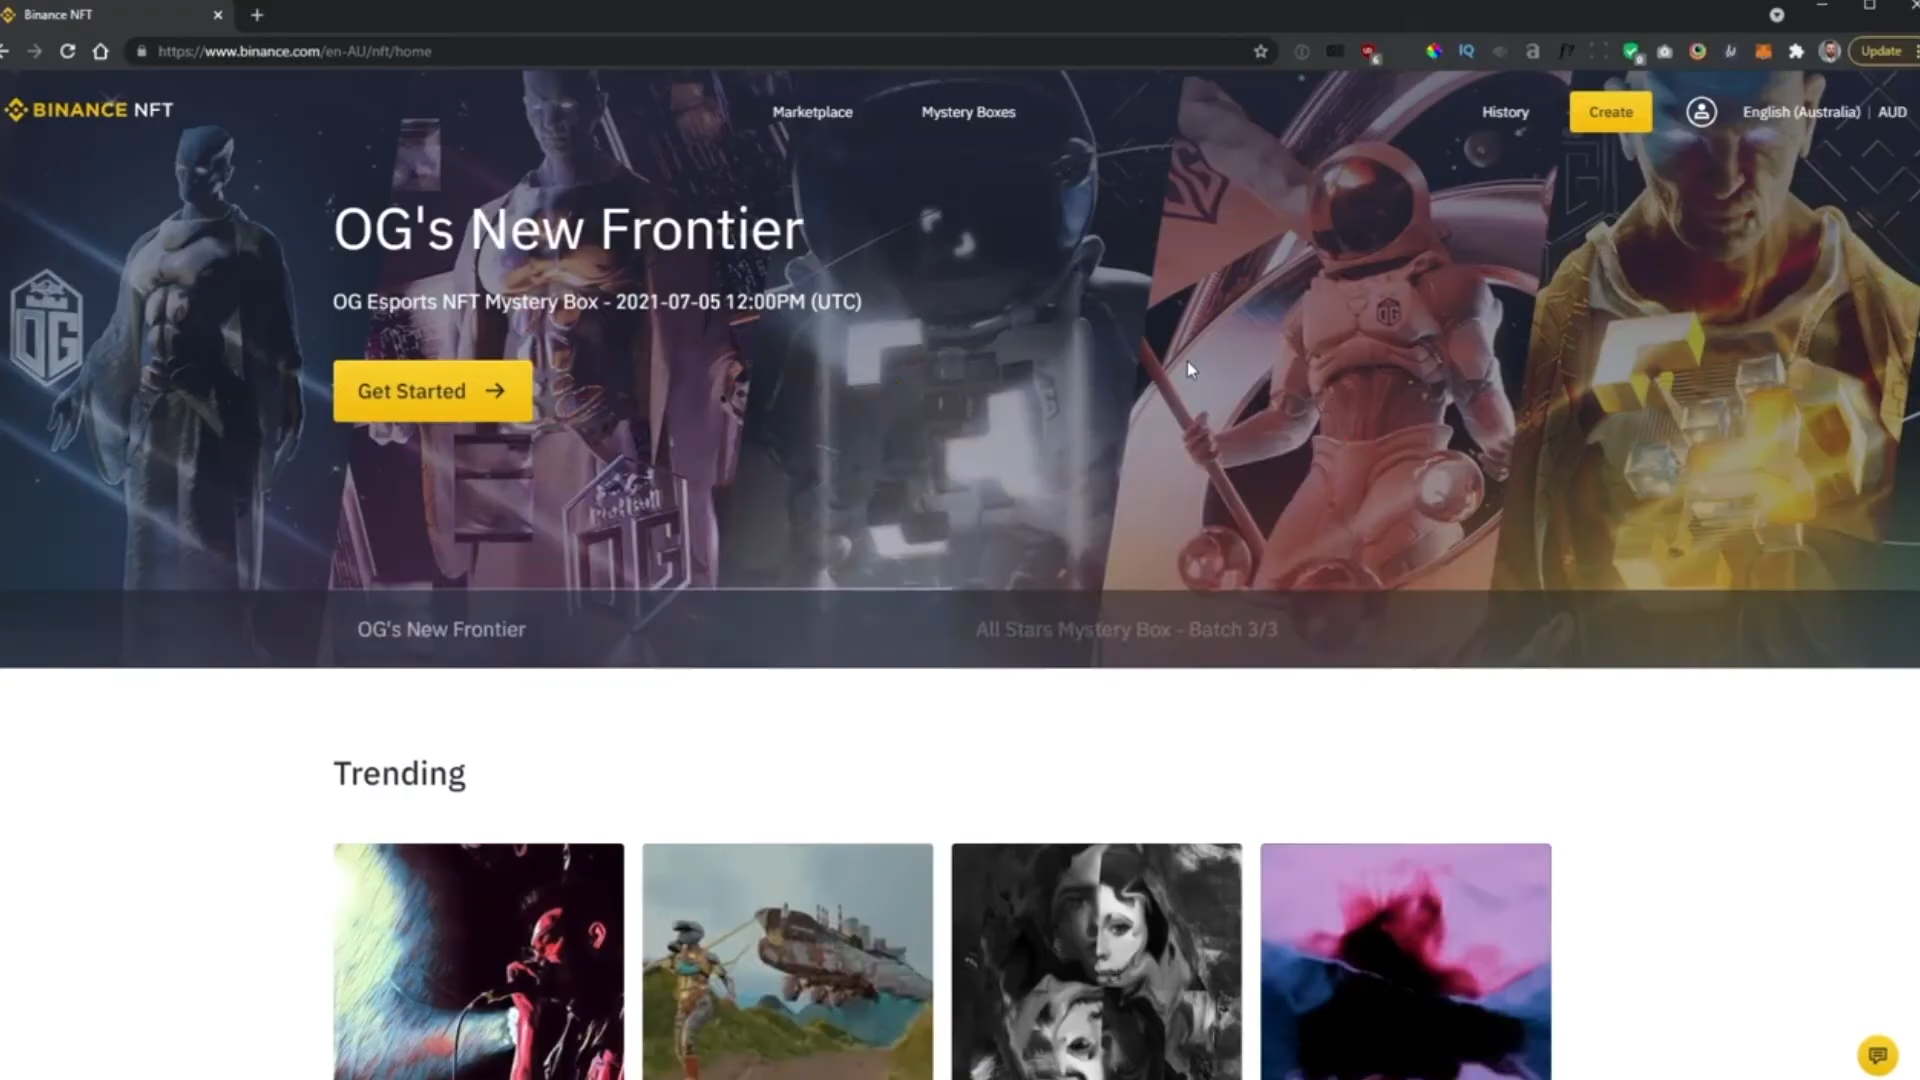 Binance NFT
https://www.binance.com/en-AU/nft/home
Update
BINANCE NFT
Marketplace
Mystery Boxes
History
Create
English (Australia) | AUD
OG's New Frontier
OG Esports NFT Mystery Box - 2021-07-05 12:00PM (UTC)
Get Started →
OG
OG
OG's New Frontier
All Stars Mystery Box - Batch 3/3
Trending